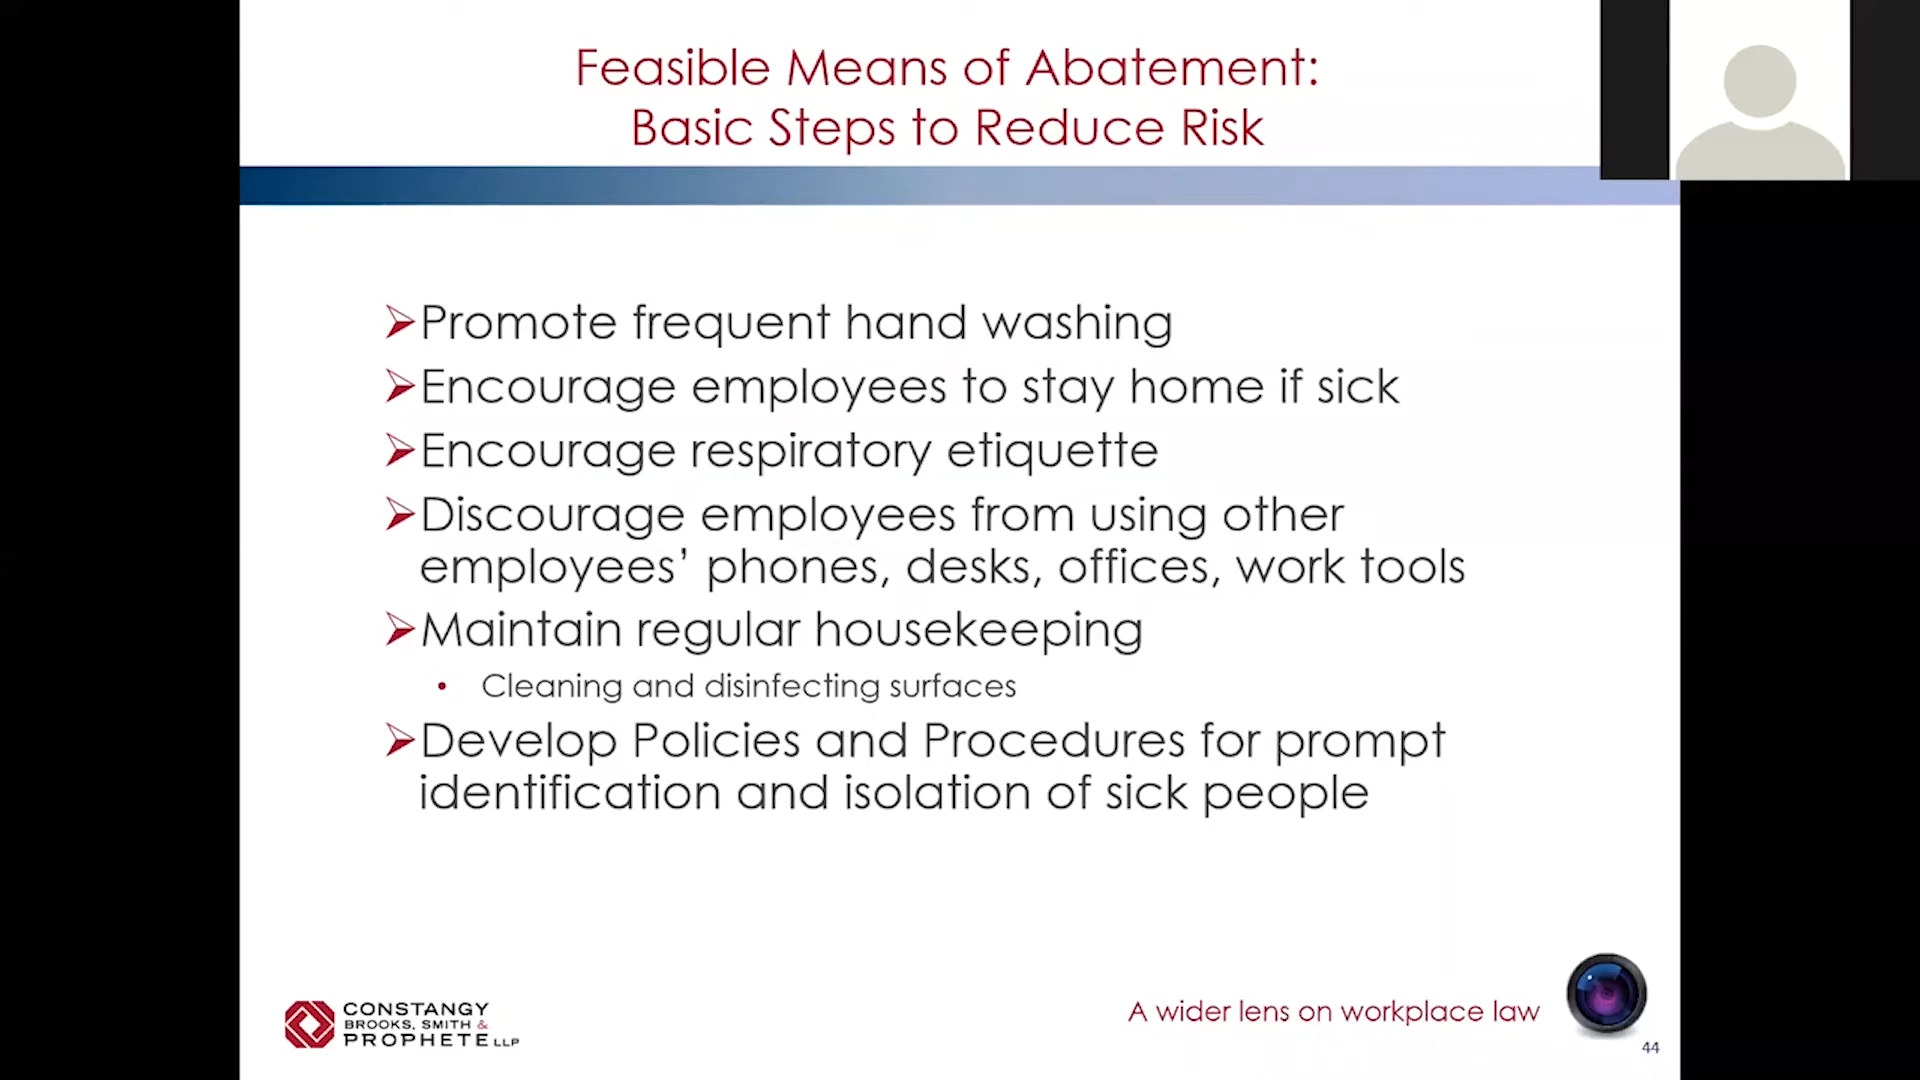 Feasible Means of Abatement:
Basic Steps to Reduce Risk
➢Promote frequent hand washing
➢Encourage employees to stay home if sick
➢Encourage respiratory etiquette
➢Discourage employees from using other
employees’ phones, desks, offices, work tools
➢Maintain regular housekeeping
• Cleaning and disinfecting surfaces
➢Develop Policies and Procedures for prompt
identification and isolation of sick people
CONSTANGY
BROOKS, SMITH &
PROPHETE LLP
A wider lens on workplace law
44